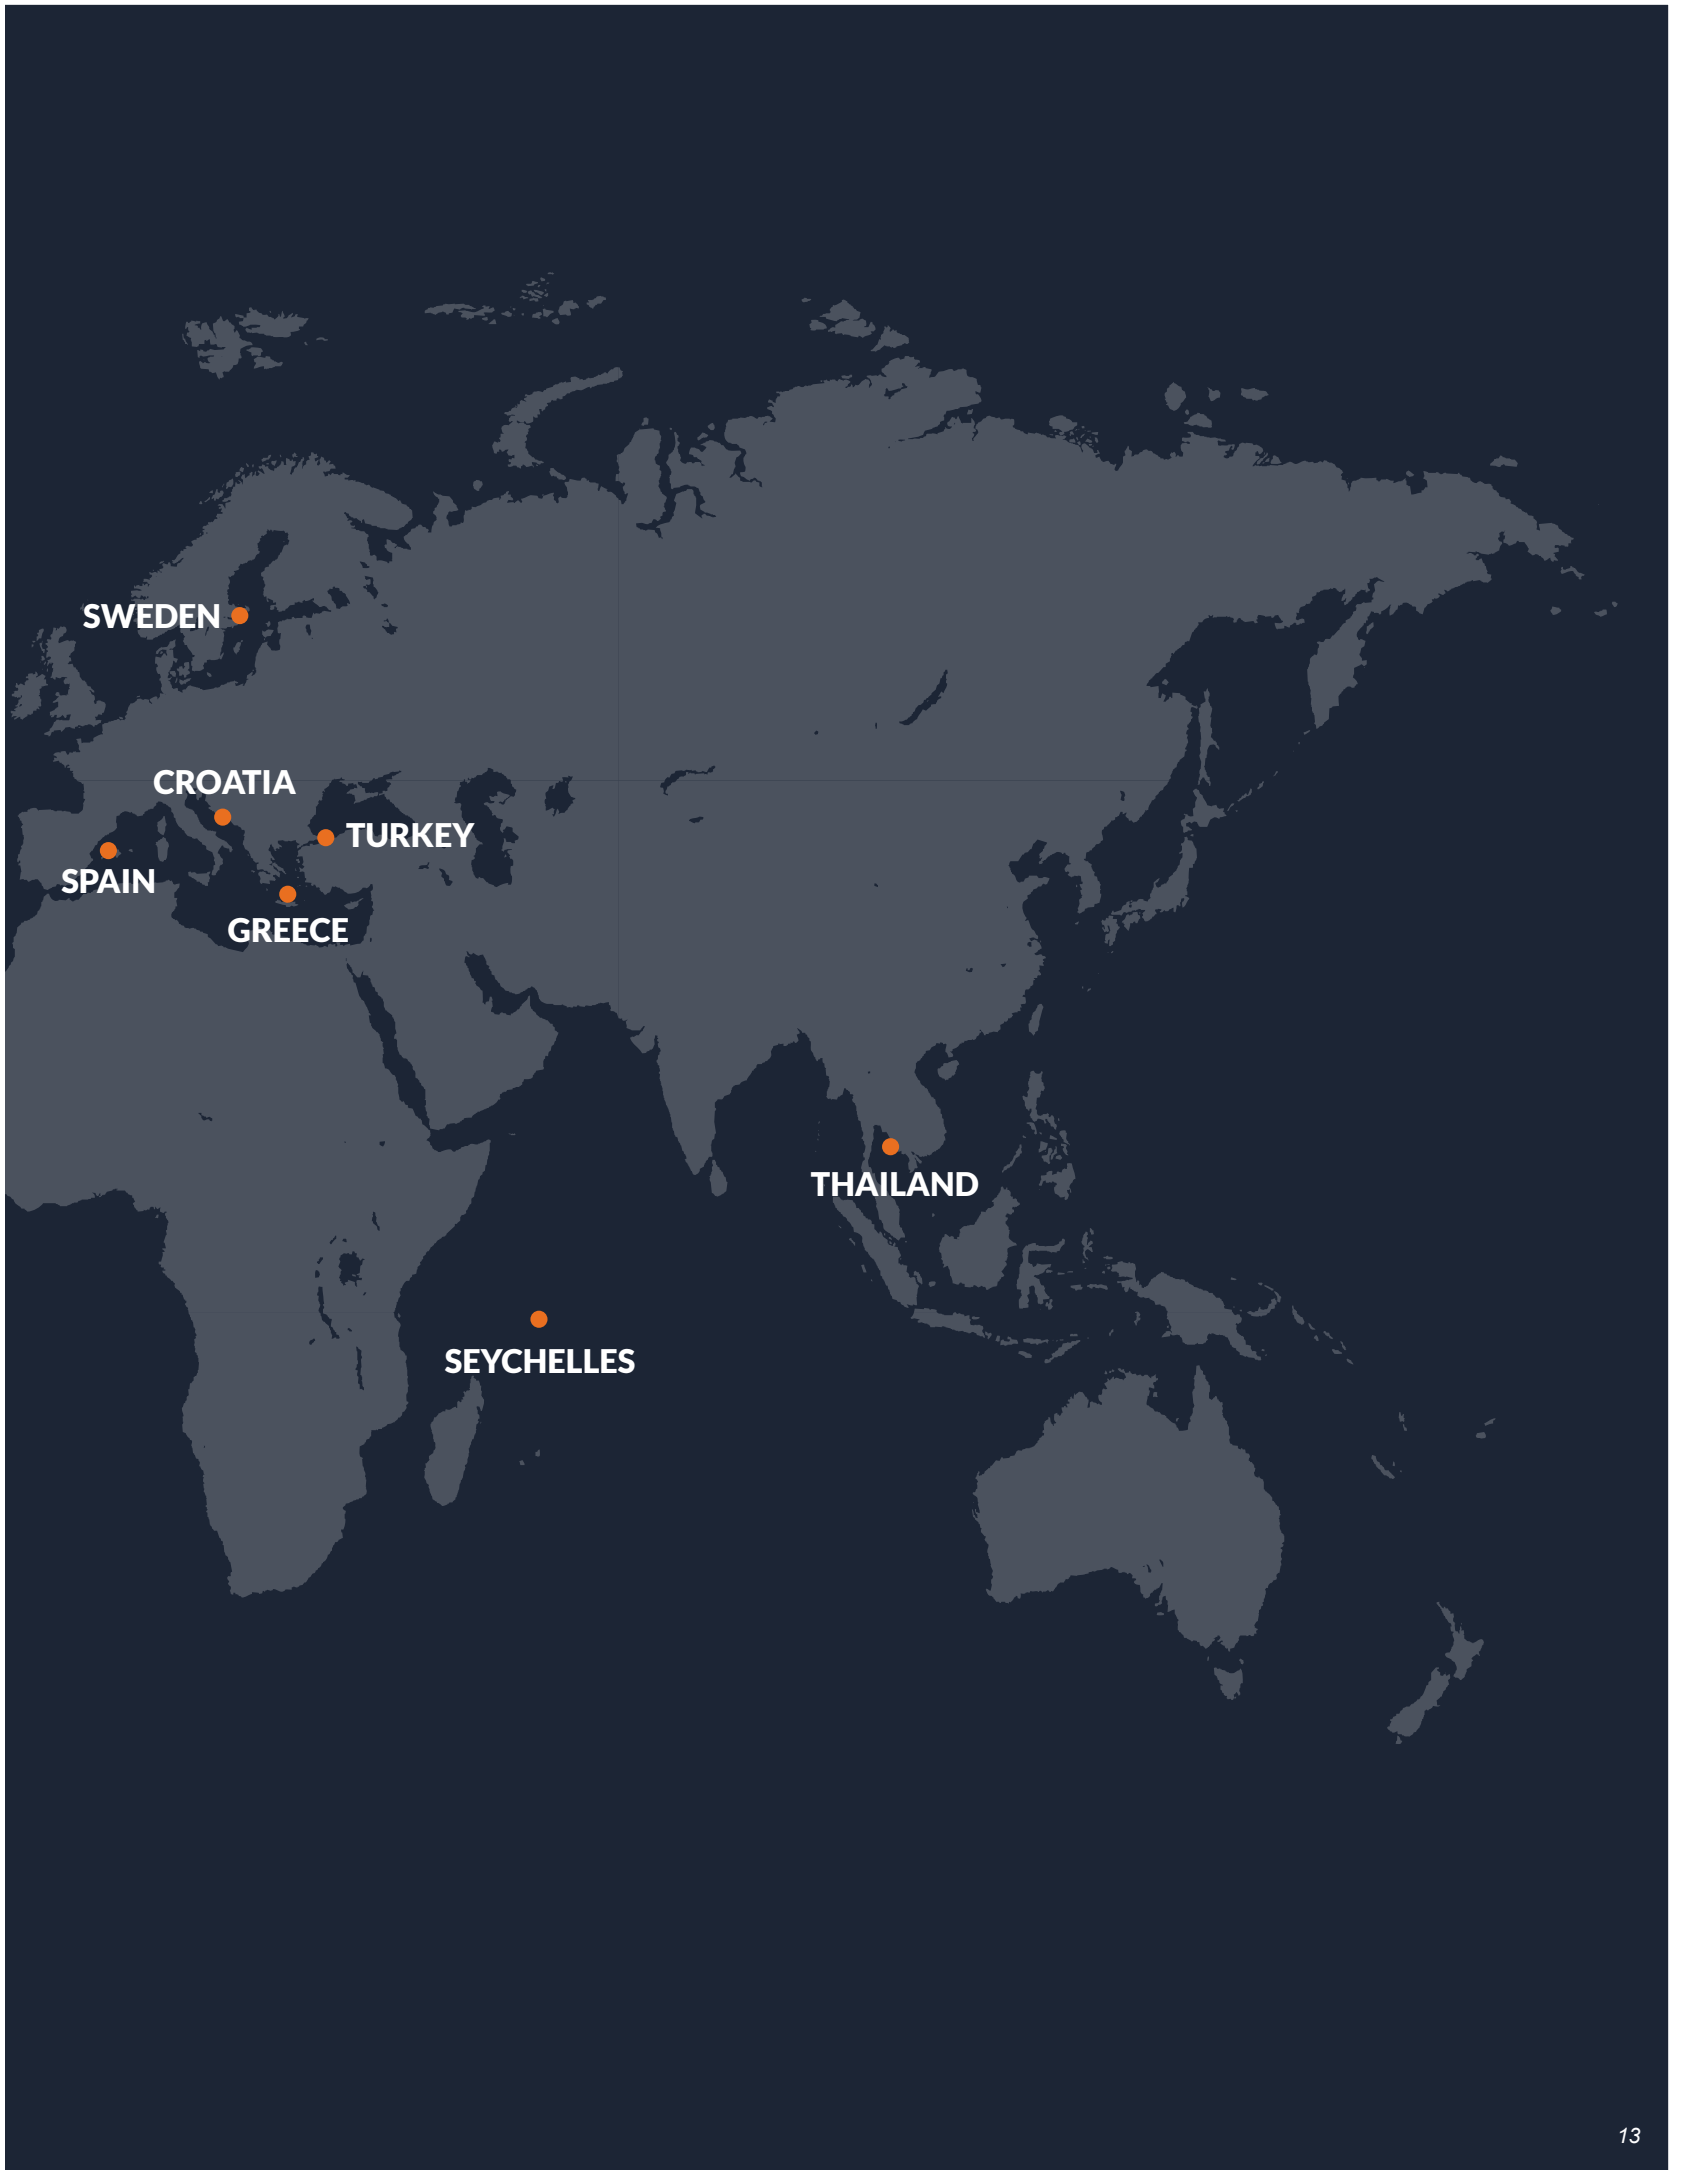 SWEDEN
CROATIA
TURKEY
SPAIN
GREECE
THAILAND
SEYCHELLES
13